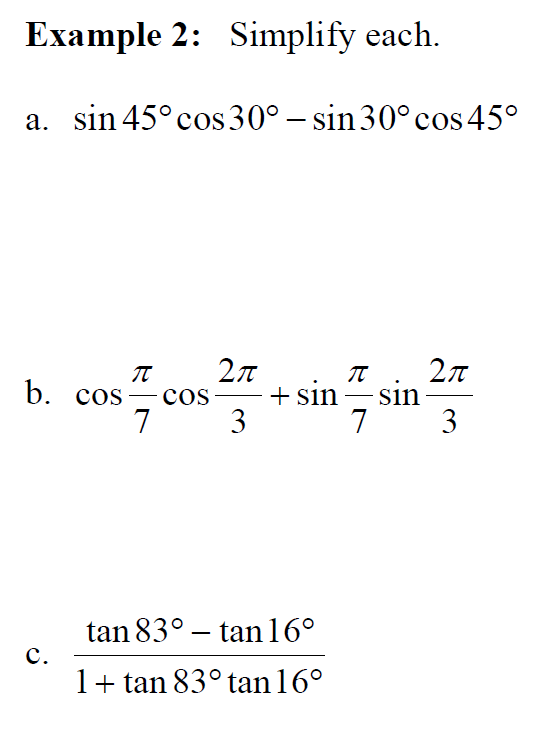 Example 2: Simplify each.
a. sin 45° cos 30° – sin 30° cos 45°
b. cos π/7 cos 2π/3 + sin π/7 sin 2π/3
c. (tan 83° – tan 16°)/(1 + tan 83° tan 16°)